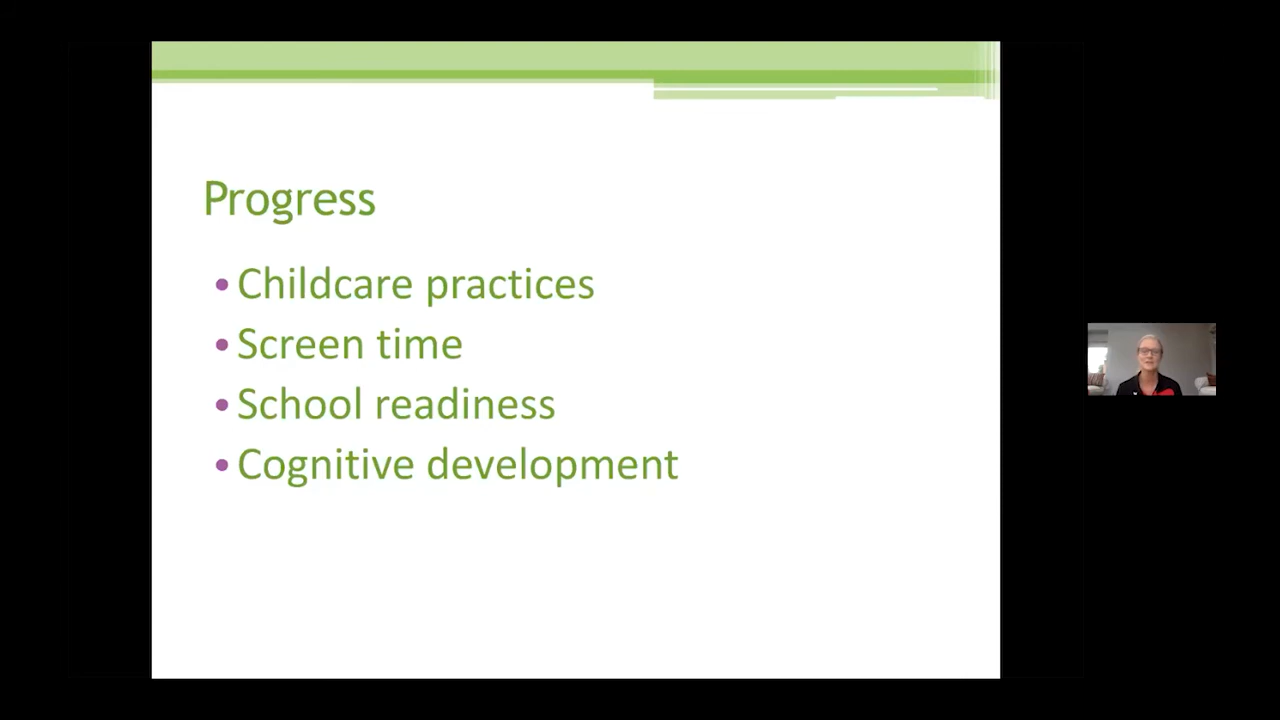 Progress
• Childcare practices
• Screen time
• School readiness
• Cognitive development